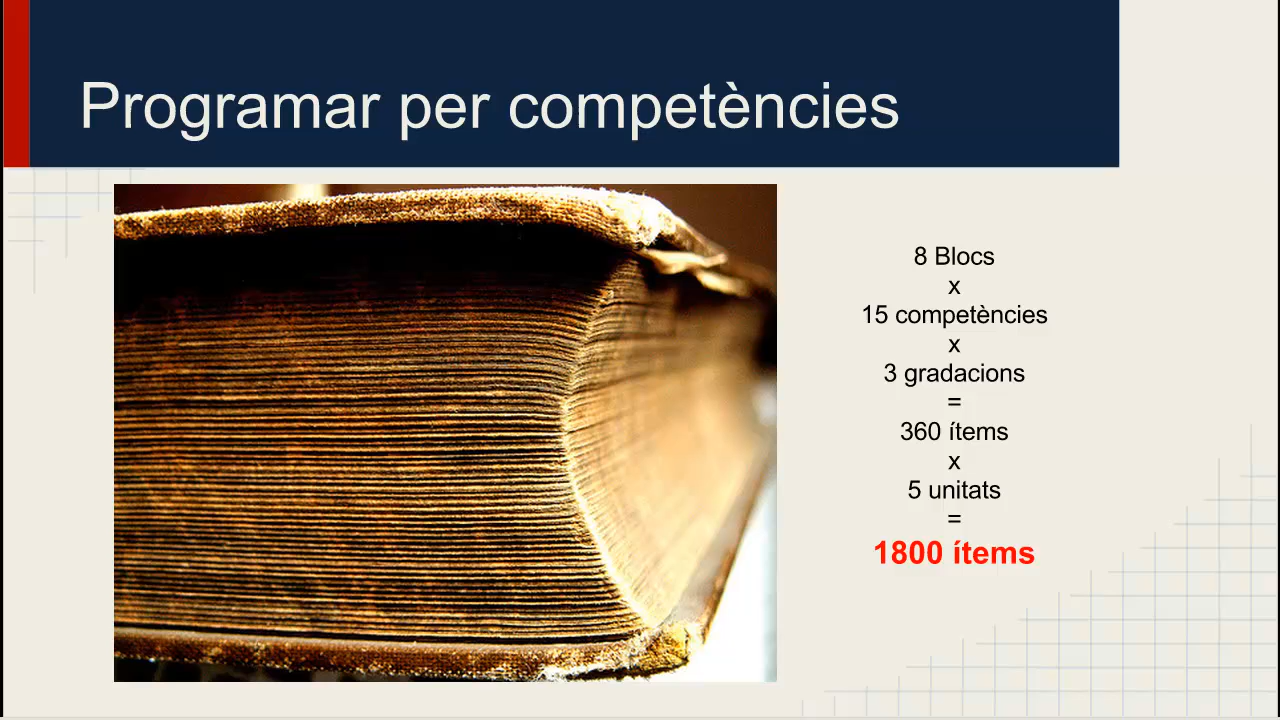 Programar per competències
8 Blocs
x
15 competències
x
3 gradacions
=
360 ítems
x
5 unitats
=
1800 ítems